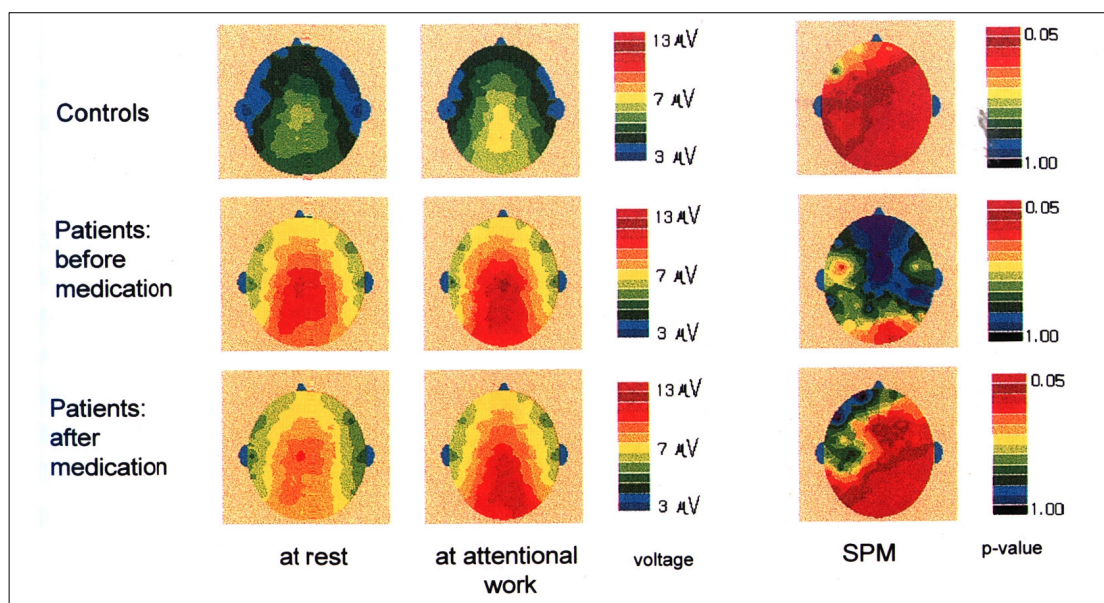 Controls
13 μV
7 μV
3 μV
0.05
1.00
Patients:
before
medication
13 μV
7 μV
3 μV
0.05
1.00
Patients:
after
medication
13 μV
7 μV
3 μV
0.05
1.00
at rest
at attentional
work
voltage
SPM
p-value